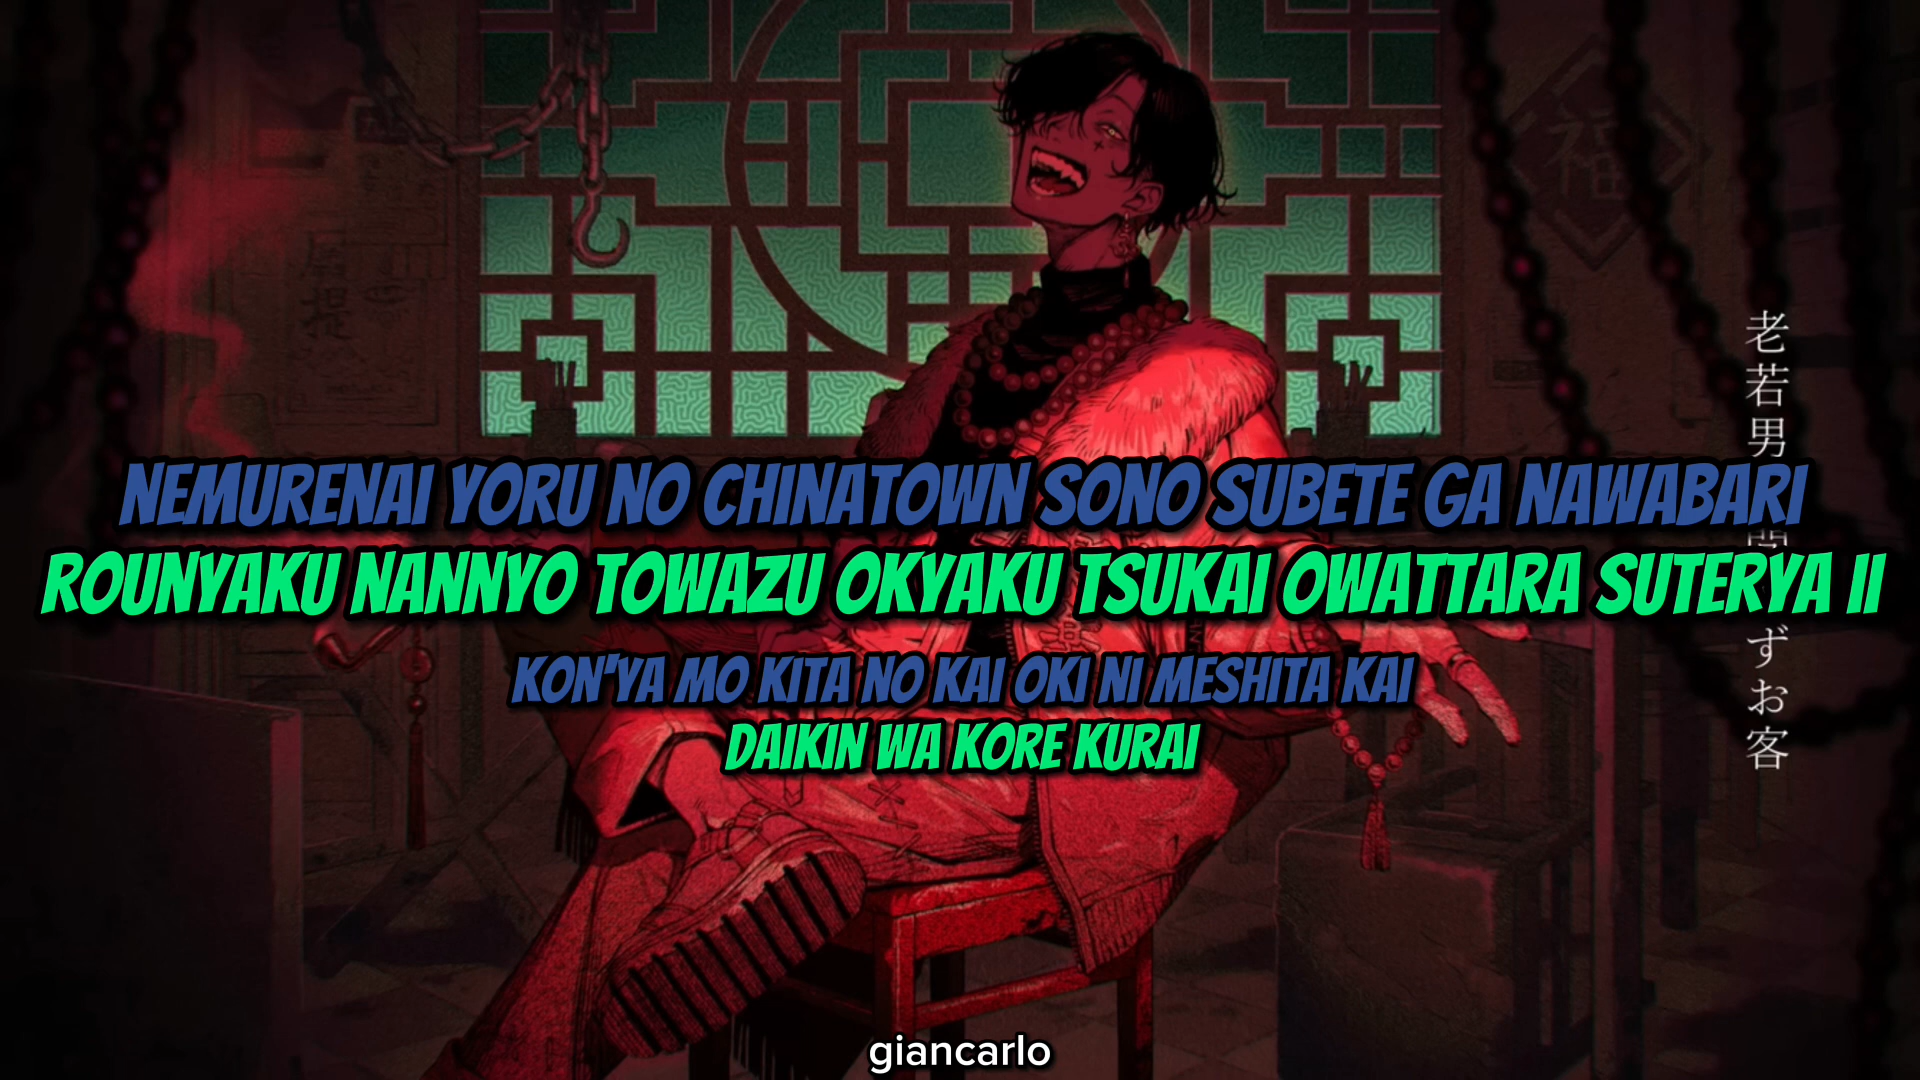 NEMURENAI YORU NO CHINATOWN SONO SUBETE GA NAWABARI
ROUNYAKU NANNYO TOWAZU OKYAKU TSUKAI OWATTARA SUTERYA II
KON'YA MO KITA NO KAI OKI NI MESHITA KAI
DAIKIN WA KORE KURAI
老若男
ずお客
福
giancarlo